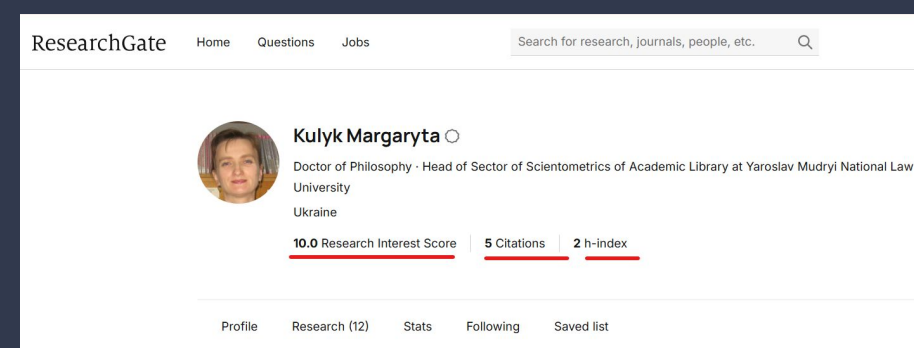 ResearchGate Home Questions Jobs Search for research, journals, people, etc.
Kulyk Margaryta
Doctor of Philosophy · Head of Sector of Scientometrics of Academic Library at Yaroslav Mudryi National Law
University
Ukraine
10.0 Research Interest Score 5 Citations 2 h-index
Profile Research (12) Stats Following Saved list